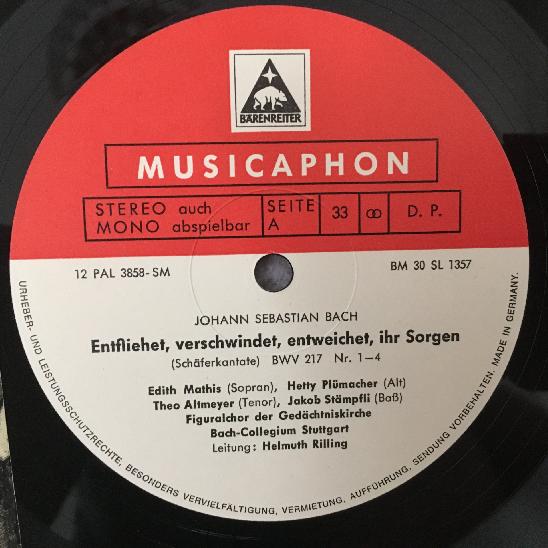 BÄRENREITER
MUSICAPHON
STEREO auch
MONO abspielbar
SEITE
A
33
∞
D. P.
12 PAL 3858-SM
BM 30 SL 1357
JOHANN SEBASTIAN BACH
Entfliehet, verschwindet, entweichet, ihr Sorgen
(Schäferkantate) BWV 217 Nr. 1–4
Edith Mathis (Sopran), Hetty Plümacher (Alt)
Theo Altmeyer (Tenor), Jakob Stämpfli (Baß)
Figuralchor der Gedächtniskirche
Bach-Collegium Stuttgart
Leitung: Helmuth Rilling
URHEBER- UND LEISTUNGSSCHUTZRECHTE, BESONDERS VERVIELFÄLTIGUNG, VERMIETUNG, AUFFÜHRUNG, SENDUNG VORBEHALTEN. MADE IN GERMANY.